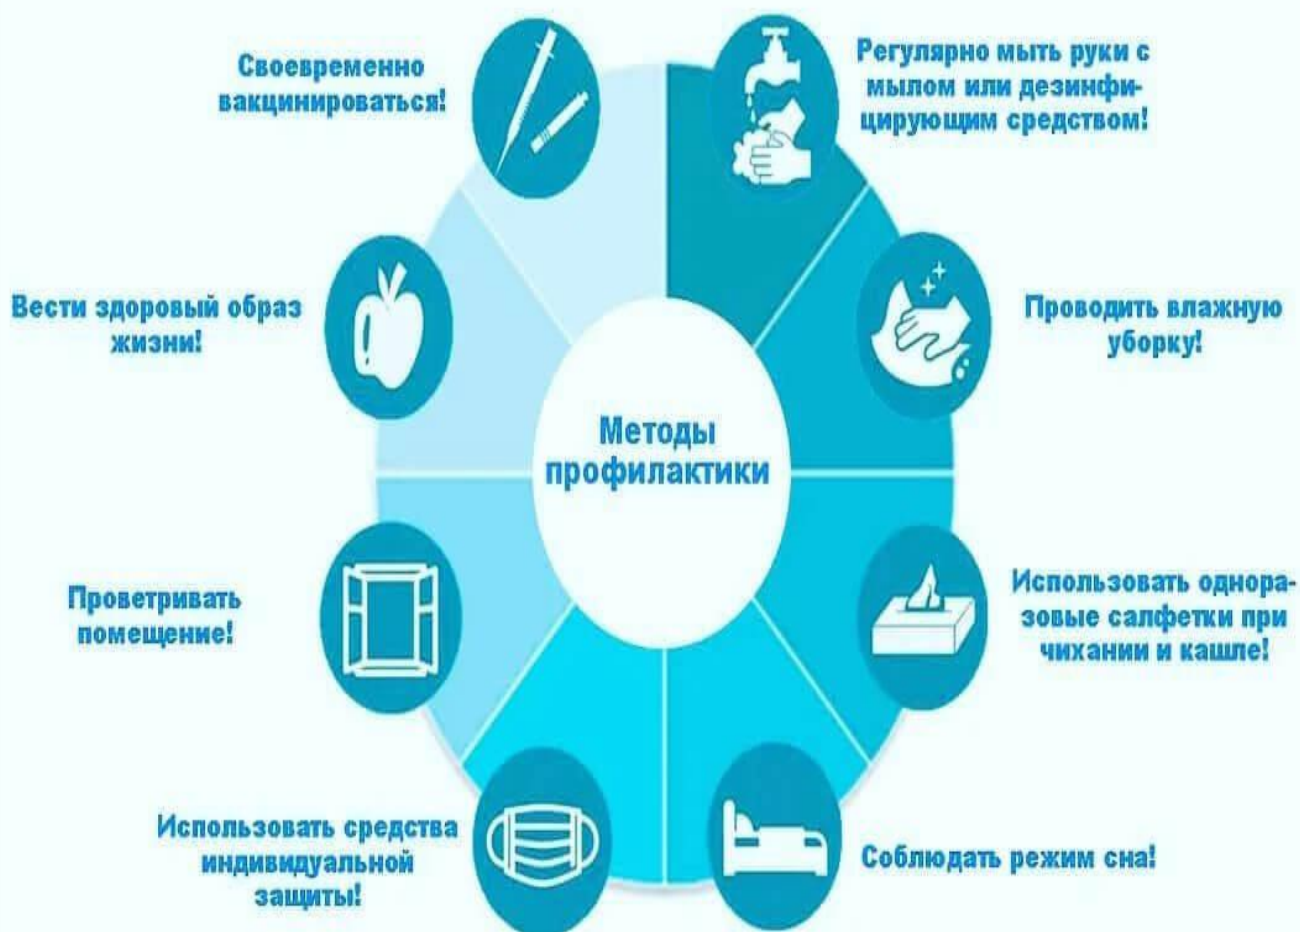 Своевременно
вакцинироваться!
Регулярно мыть руки с
мылом или дезинфи-
цирующим средством!
Вести здоровый образ
жизни!
Проводить влажную
уборку!
Методы
профилактики
Проветривать
помещение!
Использовать однора-
зовые салфетки при
чихании и кашле!
Использовать средства
индивидуальной
защиты!
Соблюдать режим сна!